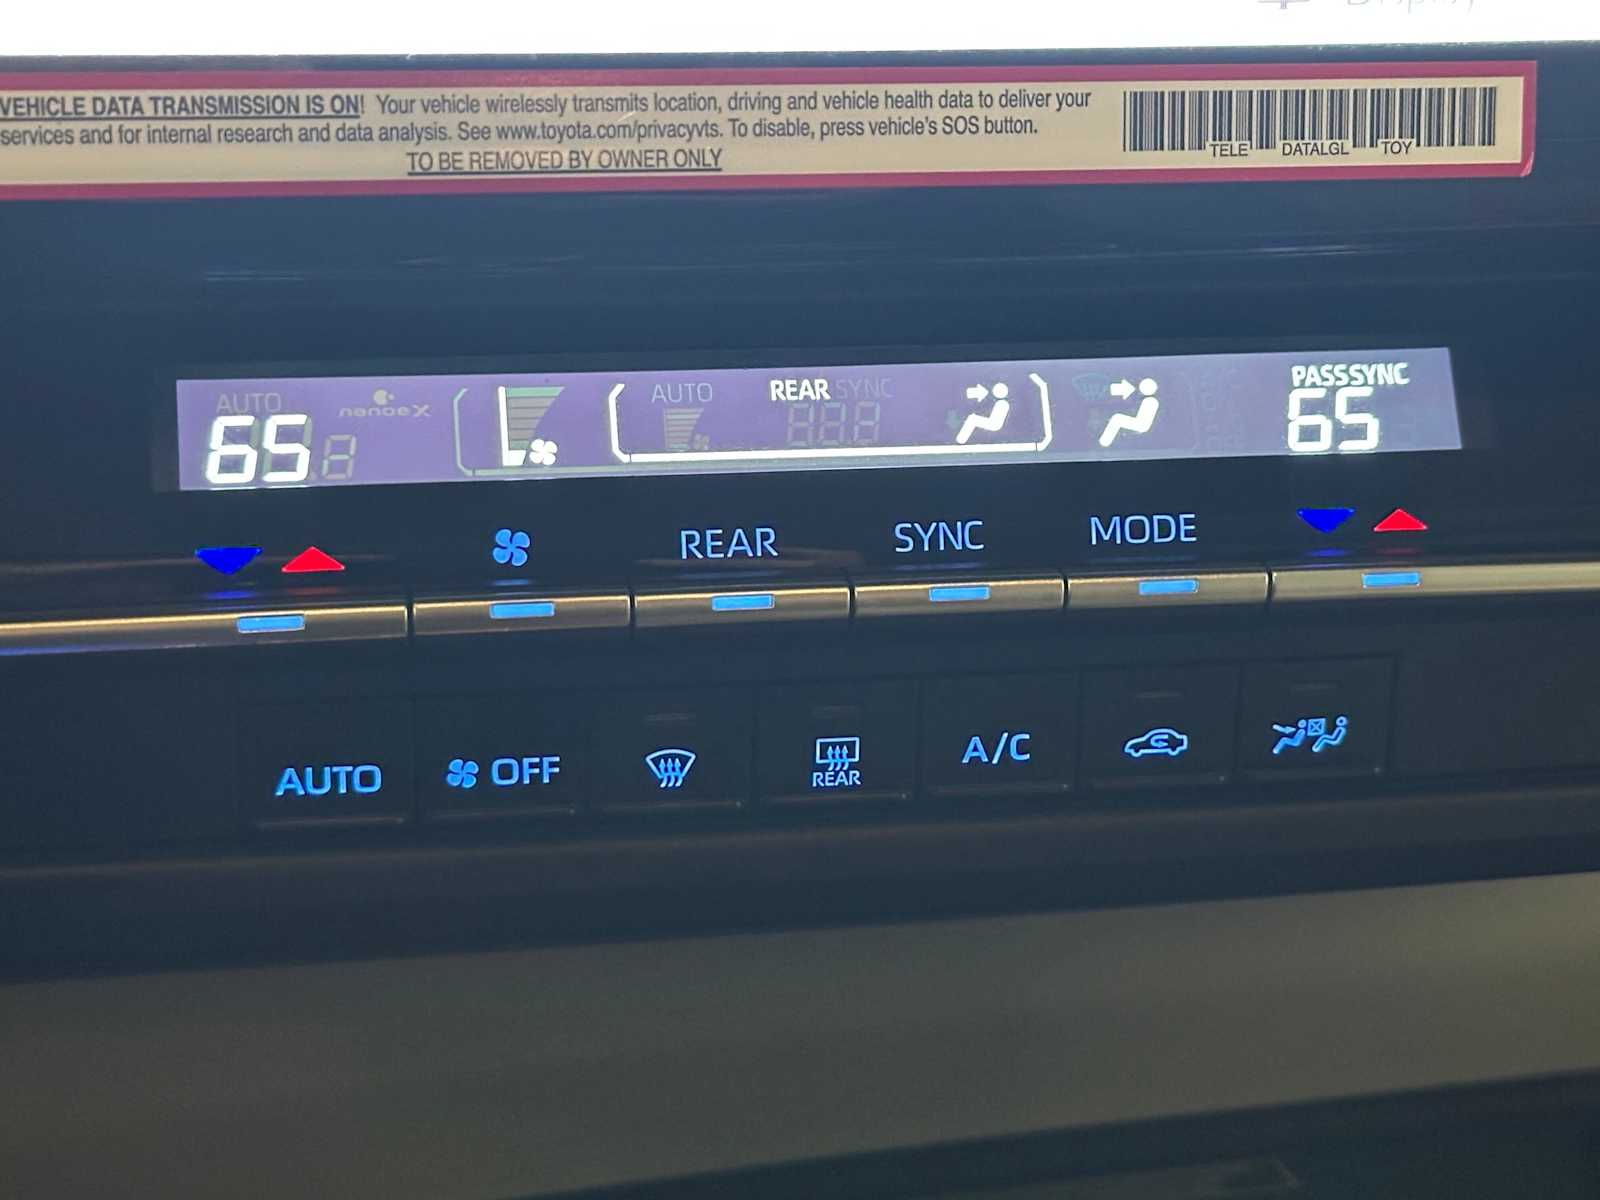 Display
VEHICLE DATA TRANSMISSION IS ON! Your vehicle wirelessly transmits location, driving and vehicle health data to deliver your
services and for internal research and data analysis. See www.toyota.com/privacyvts. To disable, press vehicle's SOS button.
TO BE REMOVED BY OWNER ONLY
TELE DATALGL TOY
AUTO nanoeX AUTO REAR SYNC PASS SYNC
65 65
REAR SYNC MODE
AUTO OFF REAR A/C